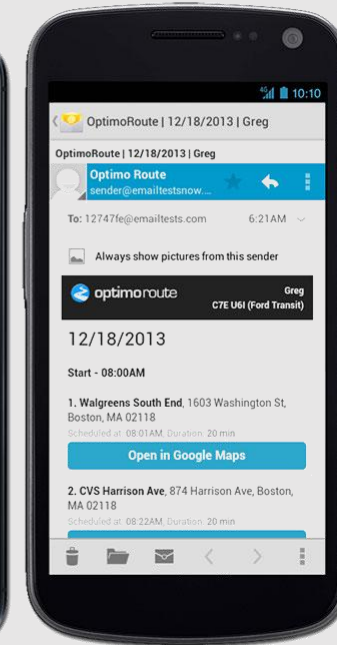 4G 10:10
OptimoRoute | 12/18/2013 | Greg
OptimoRoute | 12/18/2013 | Greg
Optimo Route
sender@emailtestsnow...
To: 12747fe@emailtests.com 6:21AM
Always show pictures from this sender
optimoroute
Greg
C7E U6I (Ford Transit)
12/18/2013
Start - 08:00AM
1. Walgreens South End, 1603 Washington St,
Boston, MA 02118
Scheduled at: 08:01AM, Duration: 20 min
Open in Google Maps
2. CVS Harrison Ave, 874 Harrison Ave, Boston,
MA 02118
Scheduled at: 08:22AM, Duration: 20 min